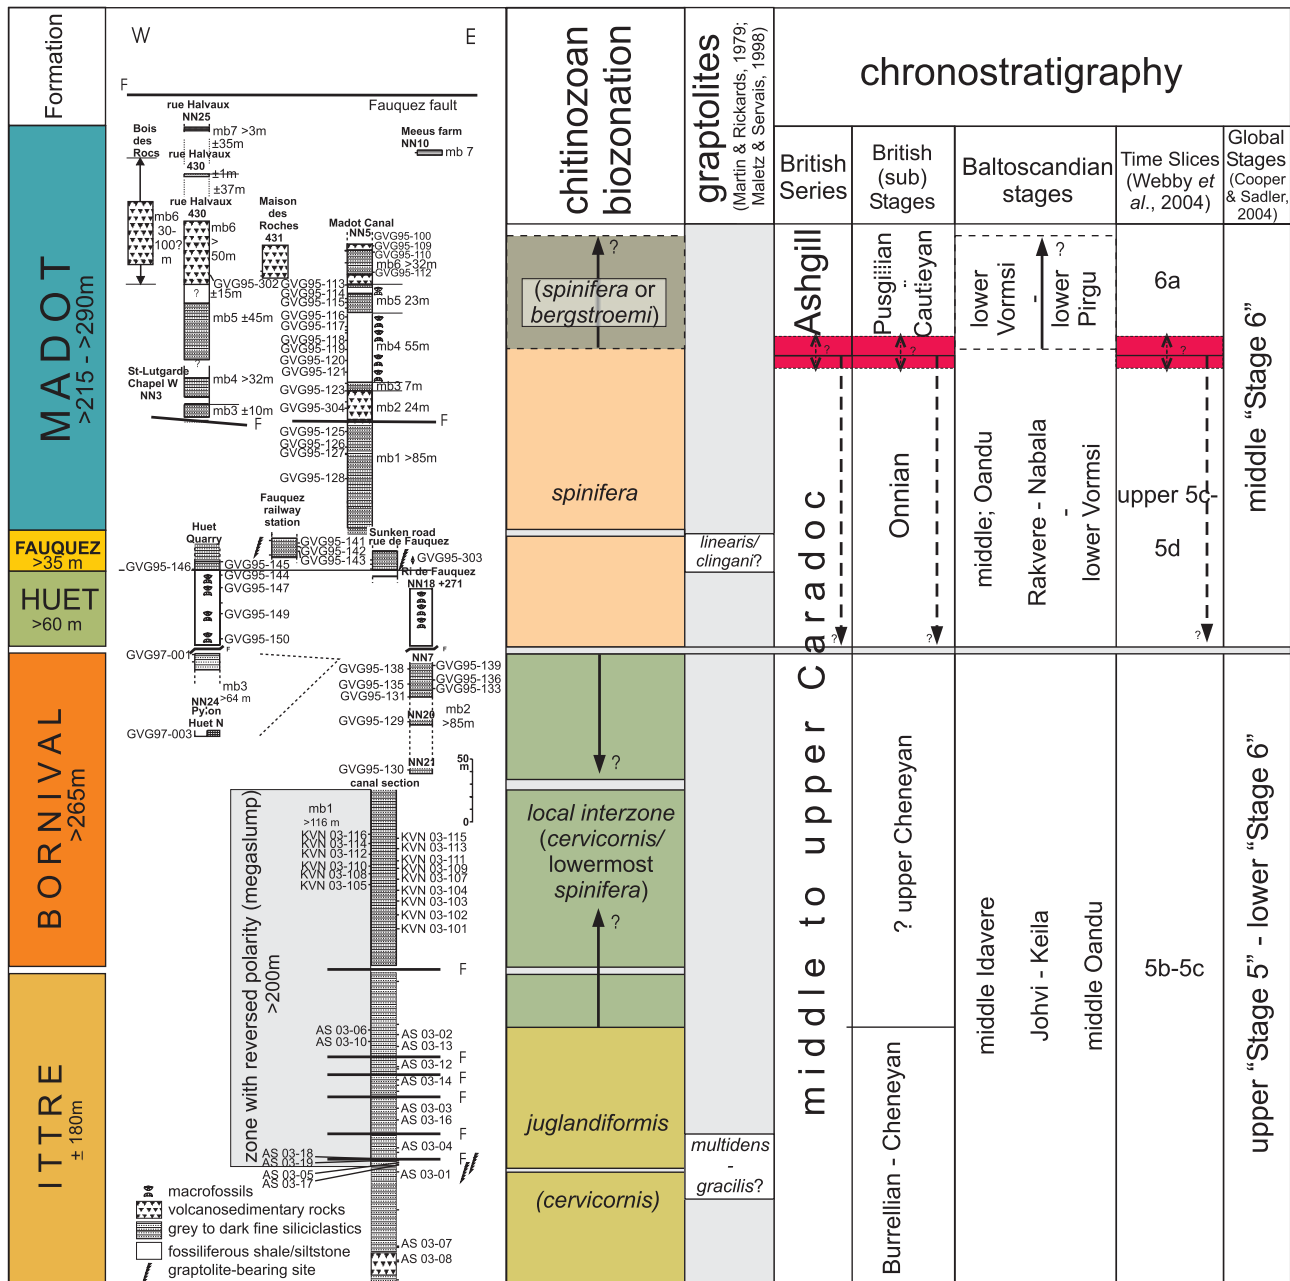 Formation
W
E
F
Fauquez fault
chitinozoan
biozonation
graptolites
(Martin & Rickards, 1979;
Maletz & Servais, 1998)
chronostratigraphy
British
Series
British
(sub)
Stages
Baltoscandian
stages
Time Slices
(Webby et
al., 2004)
Global
Stages
(Cooper
& Sadler,
2004)
MADOT
>215 - >290m
FAUQUEZ
>35 m
HUET
>60 m
BORNIVAL
>265m
ITTRE
± 180m
Bois
des
Rocs
mb6
30-
100?
m
rue Halvaux
NN25
mb7 >3m
±35m
rue Halvaux
430
±1m
±37m
rue Halvaux
430
mb6
>
50m
GVG95-302
?
±15m
mb5 ±45m
?
St-Lutgarde
Chapel W
NN3
mb4 >32m
mb3 ±10m
F
Maison
des
Roches
431
Meeus farm
NN10
mb 7
Madot Canal
NN5
GVG95-100
GVG95-109
GVG95-110
mb6 >32m
GVG95-112
GVG95-113
GVG95-114
GVG95-115
mb5 23m
GVG95-116
GVG95-117
GVG95-118
GVG95-119
mb4 55m
GVG95-120
GVG95-121
mb3 7m
GVG95-123
GVG95-304
mb2 24m
F
GVG95-125
GVG95-126
GVG95-127
mb1 >85m
GVG95-128
Fauquez
railway
station
GVG95-141
GVG95-142
GVG95-143
Sunken road
rue de Fauquez
GVG95-303
Huet
Quarry
GVG95-146
GVG95-145
GVG95-144
GVG95-147
GVG95-149
GVG95-150
F
Ri de Fauquez
NN18 +271
F
GVG97-001
mb3
>64 m
NN24
Pylon
Huet N
GVG97-003
NN7
GVG95-139
GVG95-138
GVG95-136
GVG95-135
GVG95-133
GVG95-131
mb2
>85m
NN20
GVG95-129
NN21
GVG95-130
50
m
0
canal section
zone with reversed polarity (megaslump)
>200m
mb1
>116 m
KVN 03-116
KVN 03-115
KVN 03-114
KVN 03-113
KVN 03-112
KVN 03-111
KVN 03-110
KVN 03-109
KVN 03-108
KVN 03-107
KVN 03-105
KVN 03-104
KVN 03-103
KVN 03-102
KVN 03-101
F
AS 03-06
AS 03-02
AS 03-10
AS 03-13
F
AS 03-12
F
AS 03-14
F
AS 03-03
AS 03-16
F
AS 03-04
AS 03-18
F
AS 03-19
AS 03-05
AS 03-01
AS 03-17
AS 03-07
AS 03-08
macrofossils
volcanosedimentary rocks
grey to dark fine siliciclastics
fossiliferous shale/siltstone
graptolite-bearing site
?
(spinifera or
bergstroemi)
spinifera
?
local interzone
(cervicornis/
lowermost
spinifera)
?
juglandiformis
(cervicornis)
linearis/
clingani?
multidens
-
gracilis?
Ashgill
?
middle to upper Caradoc
?
Pusgillian
-
Cautleyan
?
Onnian
?
? upper Cheneyan
Burrellian - Cheneyan
lower
Vormsi
-
lower
Pirgu
?
middle; Oandu
Rakvere - Nabala
-
lower Vormsi
middle Idavere
Johvi - Keila
middle Oandu
6a
?
upper 5c-
5d
?
5b-5c
middle “Stage 6”
upper “Stage 5” - lower “Stage 6”